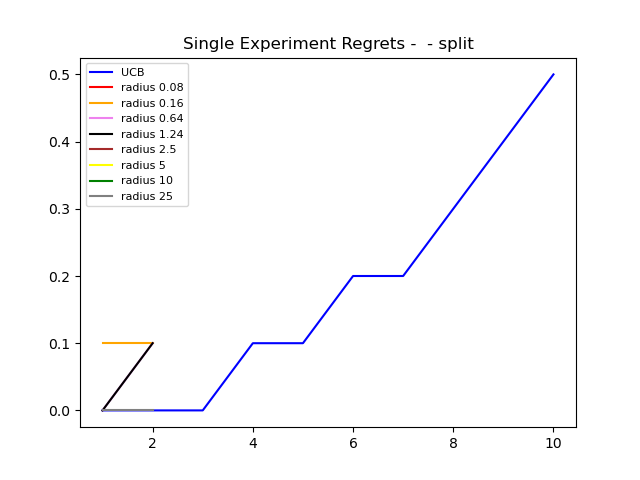 Single Experiment Regrets -  - split
UCB
radius 0.08
radius 0.16
radius 0.64
radius 1.24
radius 2.5
radius 5
radius 10
radius 25
0.5
0.4
0.3
0.2
0.1
0.0
2 4 6 8 10